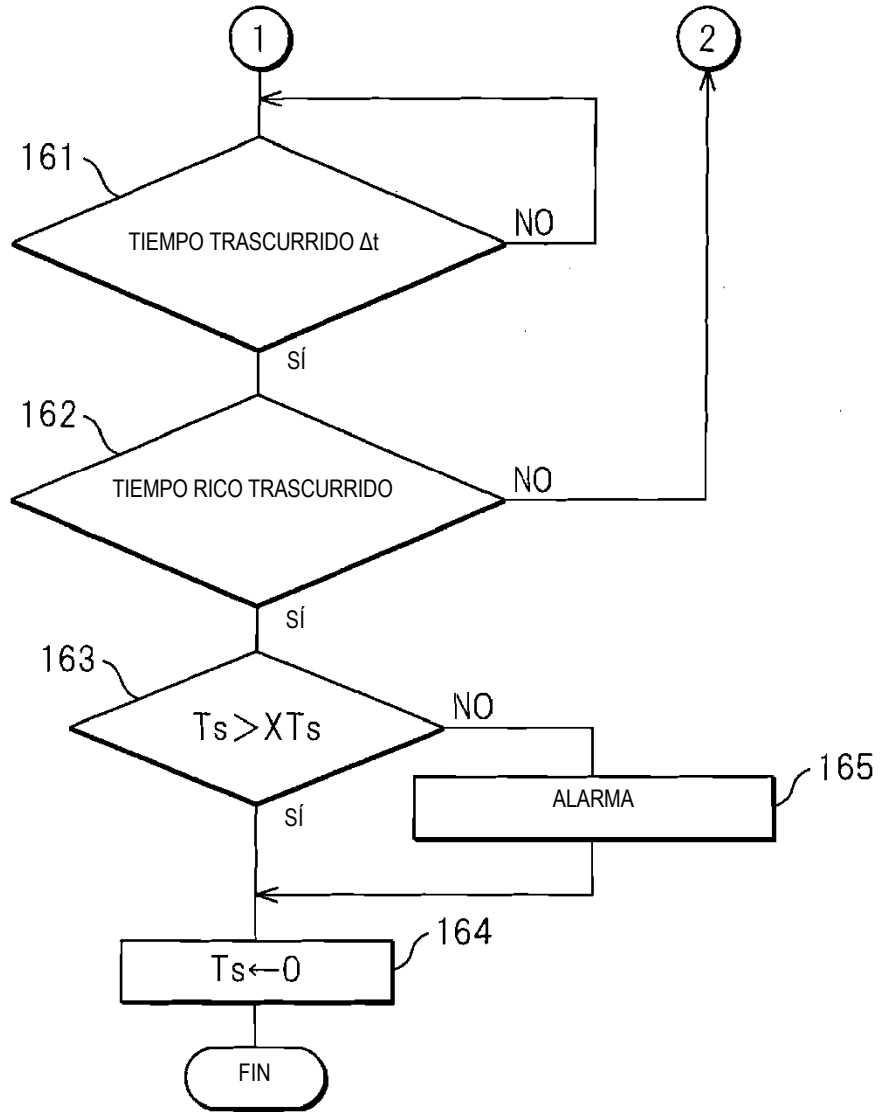 1
2
161
TIEMPO TRASCURRIDO Δt
NO
SÍ
162
TIEMPO RICO TRASCURRIDO
NO
SÍ
163
Ts>XTs
NO
165
ALARMA
SÍ
164
Ts←0
FIN